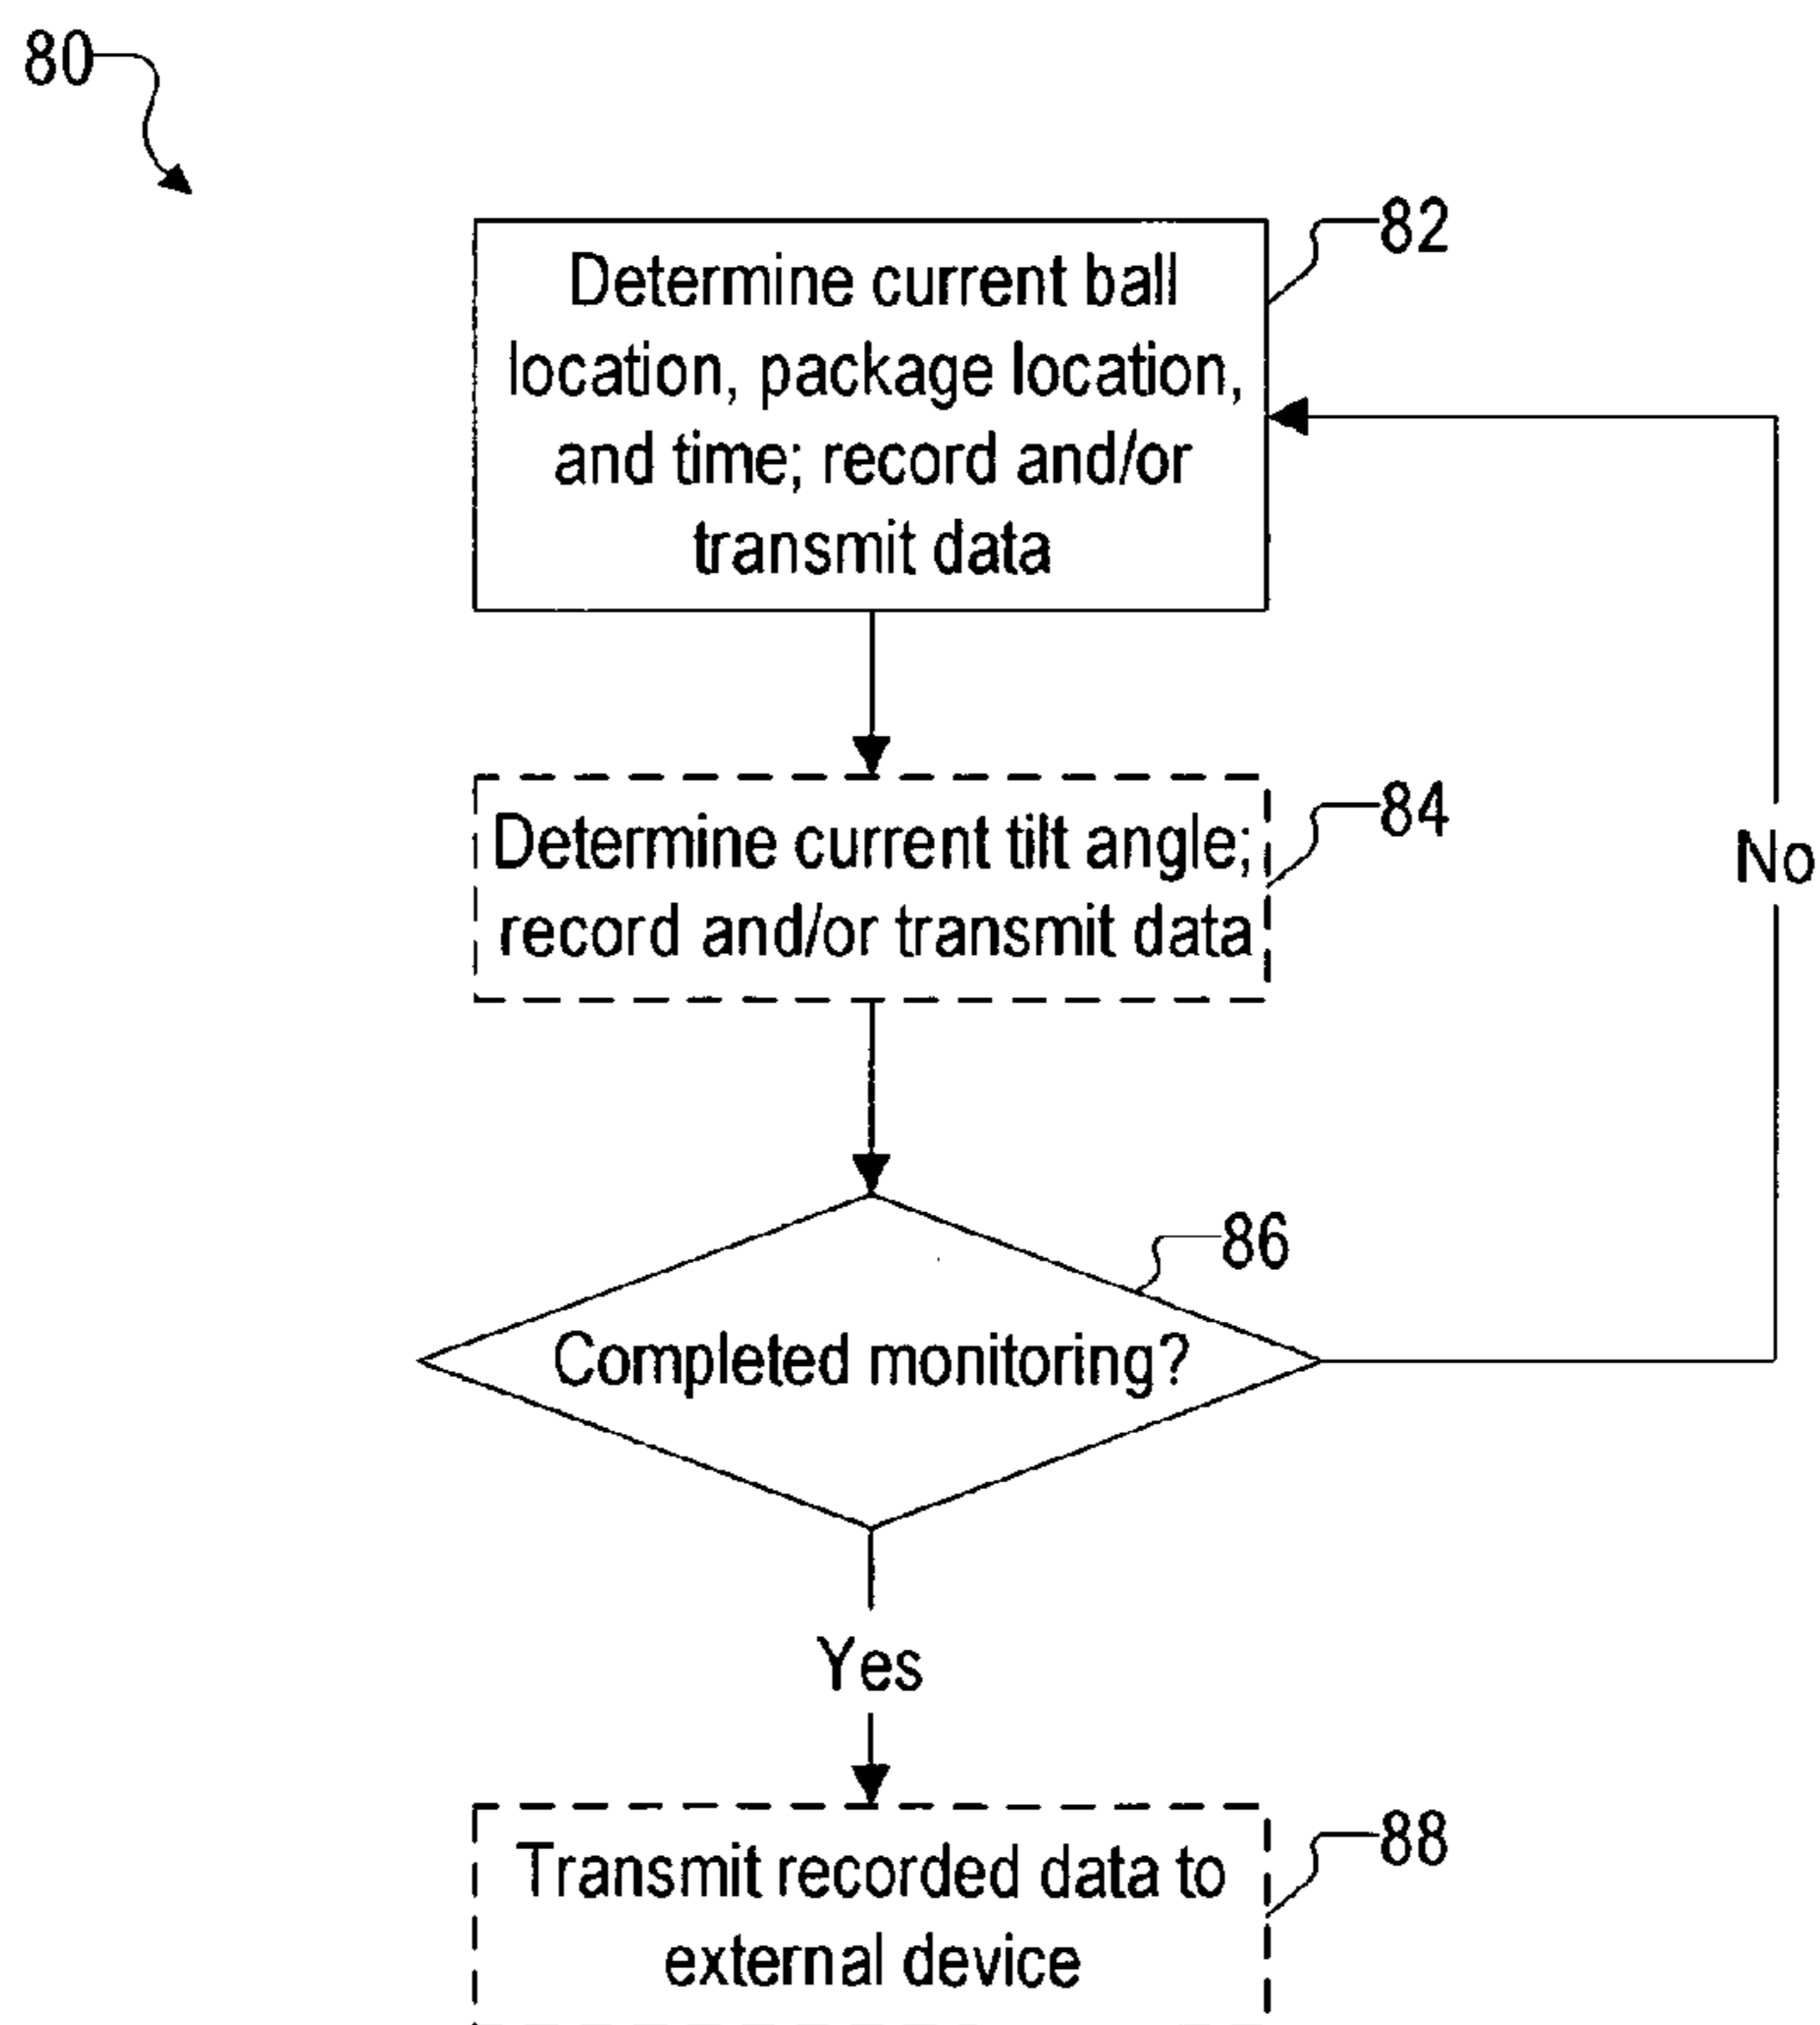 80
82
Determine current ball
location, package location,
and time; record and/or
transmit data
84
Determine current tilt angle;
record and/or transmit data
No
86
Completed monitoring?
Yes
88
Transmit recorded data to
external device